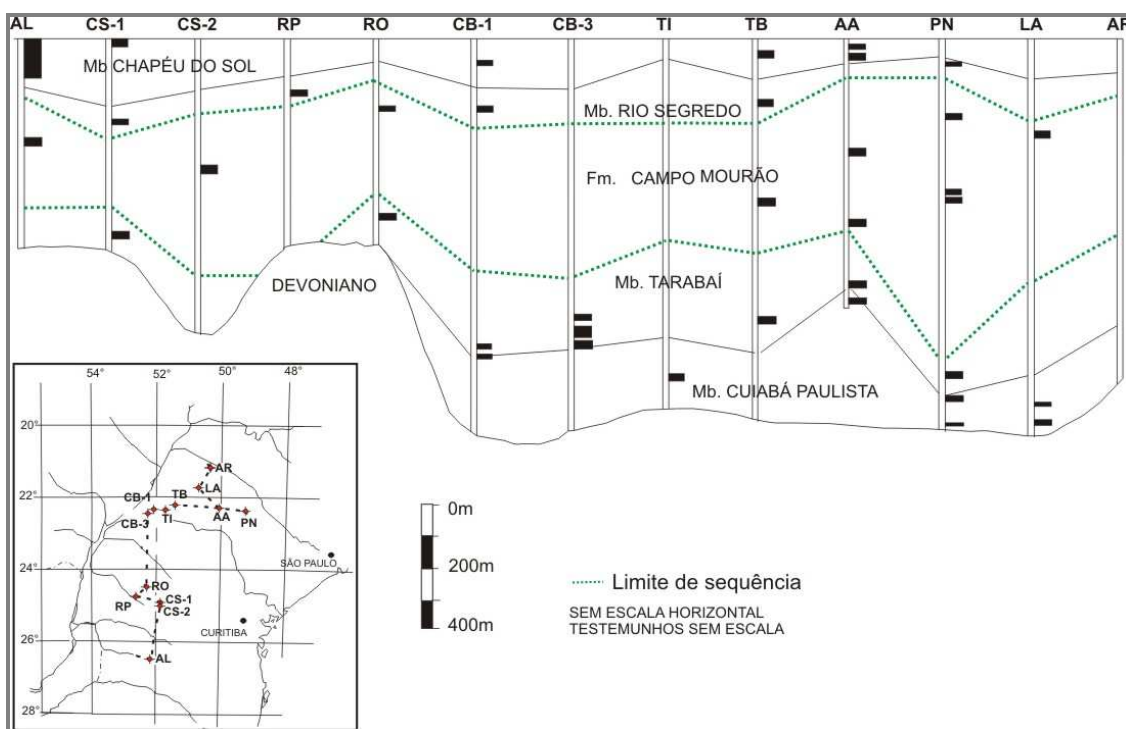 AL CS-1 CS-2 RP RO CB-1 CB-3 TI TB AA PN LA AR
Mb CHAPÉU DO SOL
Mb. RIO SEGREDO
Fm. CAMPO MOURÃO
DEVONIANO
Mb. TARABAÍ
Mb. CUIABÁ PAULISTA
54° 52° 50° 48°
20°
22°
24°
26°
28°
AR
LA
TB
CB-1
CB-3
TI
AA
PN
SÃO PAULO
RO
RP
CS-1
CS-2
CURITIBA
AL
0m
200m
400m
Limite de sequência
SEM ESCALA HORIZONTAL
TESTEMUNHOS SEM ESCALA